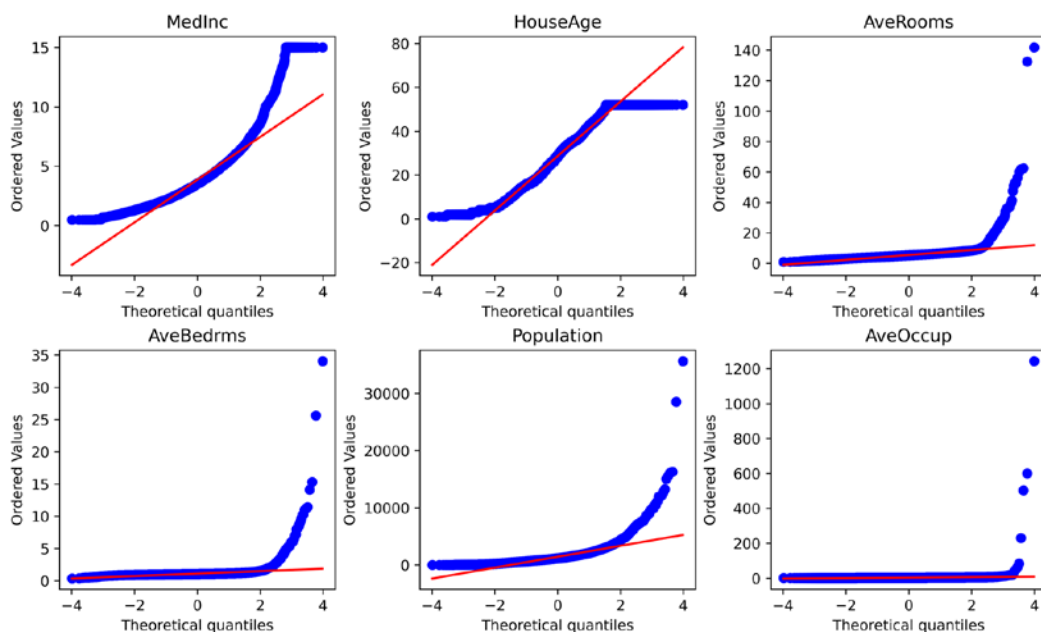 MedInc
HouseAge
AveRooms
Ordered Values
15
10
5
0
−4 −2 0 2 4
Theoretical quantiles
Ordered Values
80
60
40
20
0
−20
−4 −2 0 2 4
Theoretical quantiles
Ordered Values
140
120
100
80
60
40
20
0
−4 −2 0 2 4
Theoretical quantiles
AveBedrms
Population
AveOccup
Ordered Values
35
30
25
20
15
10
5
0
−4 −2 0 2 4
Theoretical quantiles
Ordered Values
30000
20000
10000
0
−4 −2 0 2 4
Theoretical quantiles
Ordered Values
1200
1000
800
600
400
200
0
−4 −2 0 2 4
Theoretical quantiles